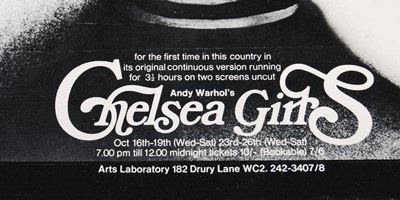 for the first time in this country in
its original continuous version running
for 3½ hours on two screens uncut
Andy Warhol's
Chelsea Girls
Oct 16th-19th (Wed-Sat) 23rd-26th (Wed-Sat)
7.00 pm till 12.00 midnight tickets 10/- (Bookable) 7/6
Arts Laboratory 182 Drury Lane WC2. 242-3407/8